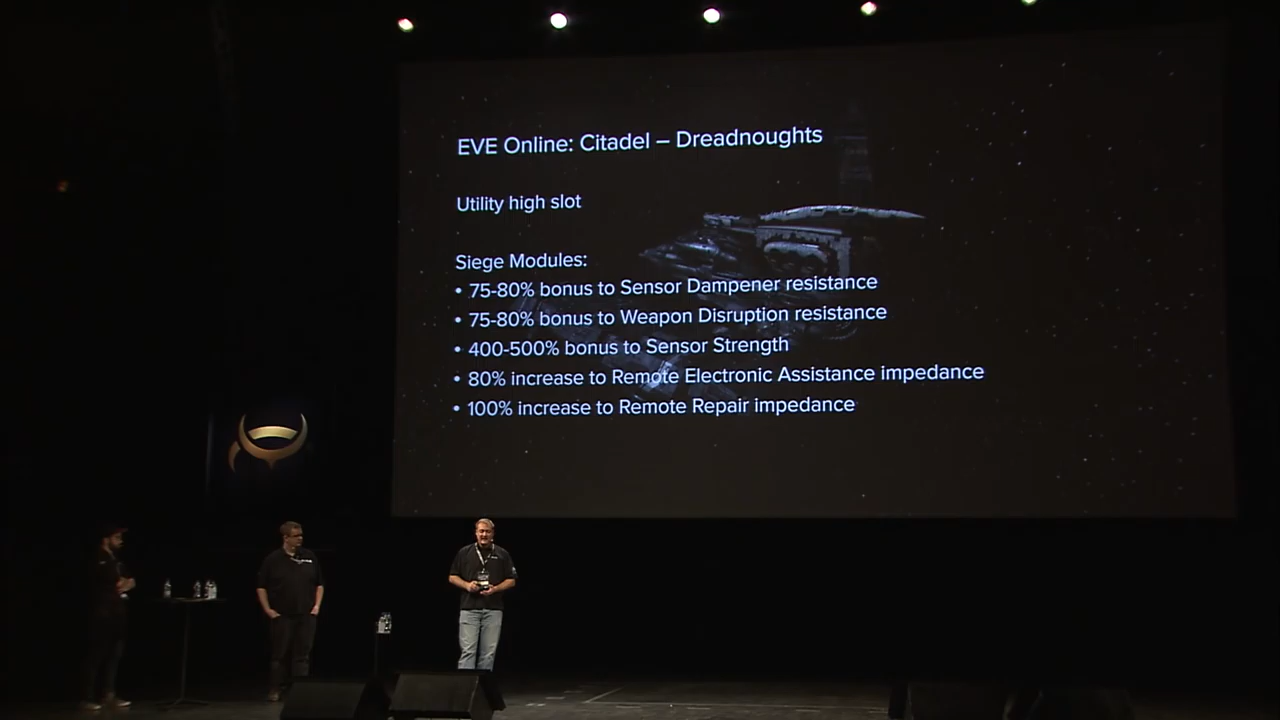 EVE Online: Citadel – Dreadnoughts
Utility high slot
Siege Modules:
• 75-80% bonus to Sensor Dampener resistance
• 75-80% bonus to Weapon Disruption resistance
• 400-500% bonus to Sensor Strength
• 80% increase to Remote Electronic Assistance impedance
• 100% increase to Remote Repair impedance